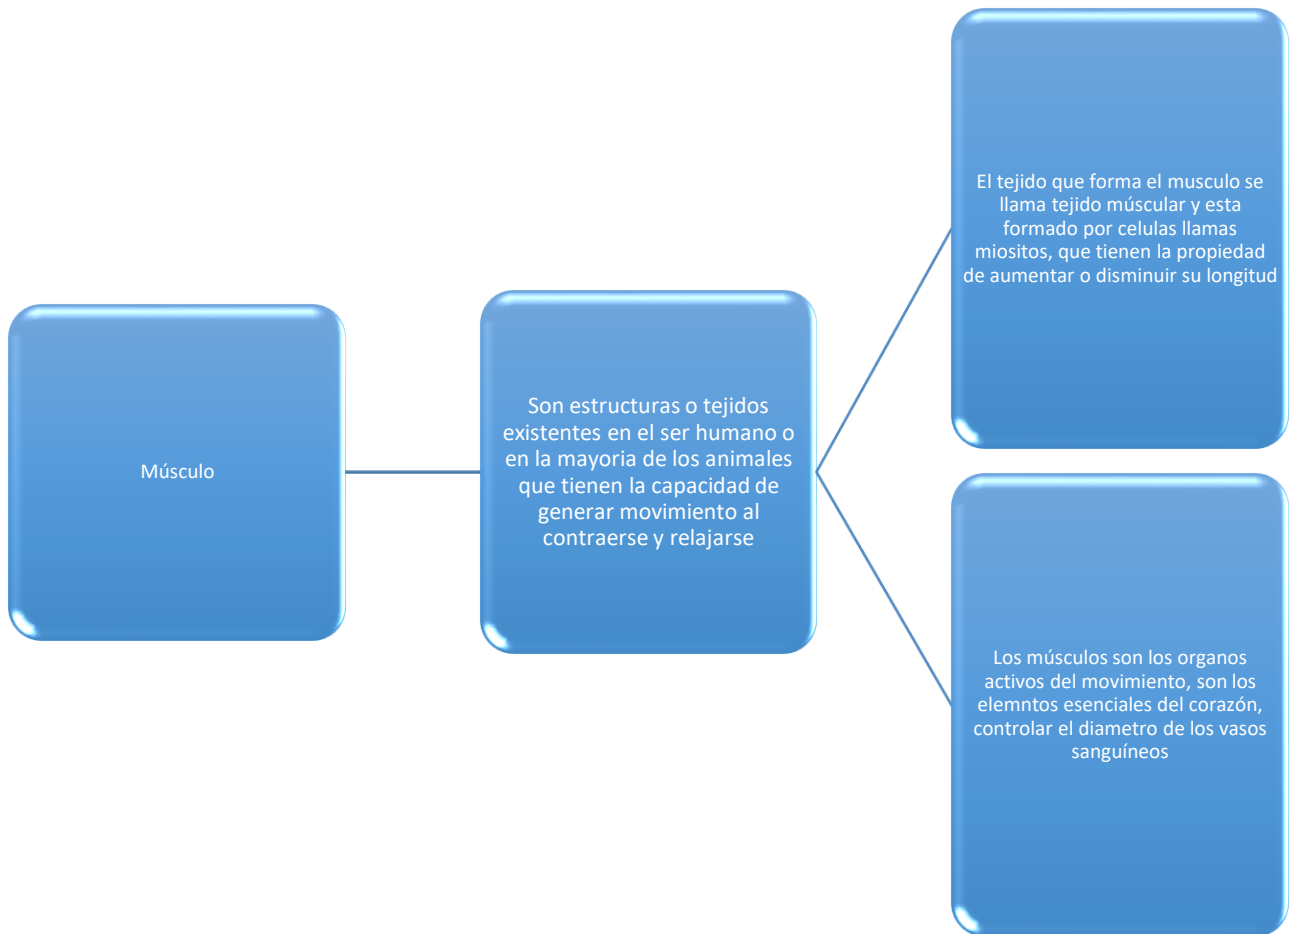 Músculo
Son estructuras o tejidos
existentes en el ser humano o
en la mayoria de los animales
que tienen la capacidad de
generar movimiento al
contraerse y relajarse
El tejido que forma el musculo se
llama tejido múscular y esta
formado por celulas llamas
miositos, que tienen la propiedad
de aumentar o disminuir su longitud
Los músculos son los organos
activos del movimiento, son los
elemntos esenciales del corazón,
controlar el diametro de los vasos
sanguíneos